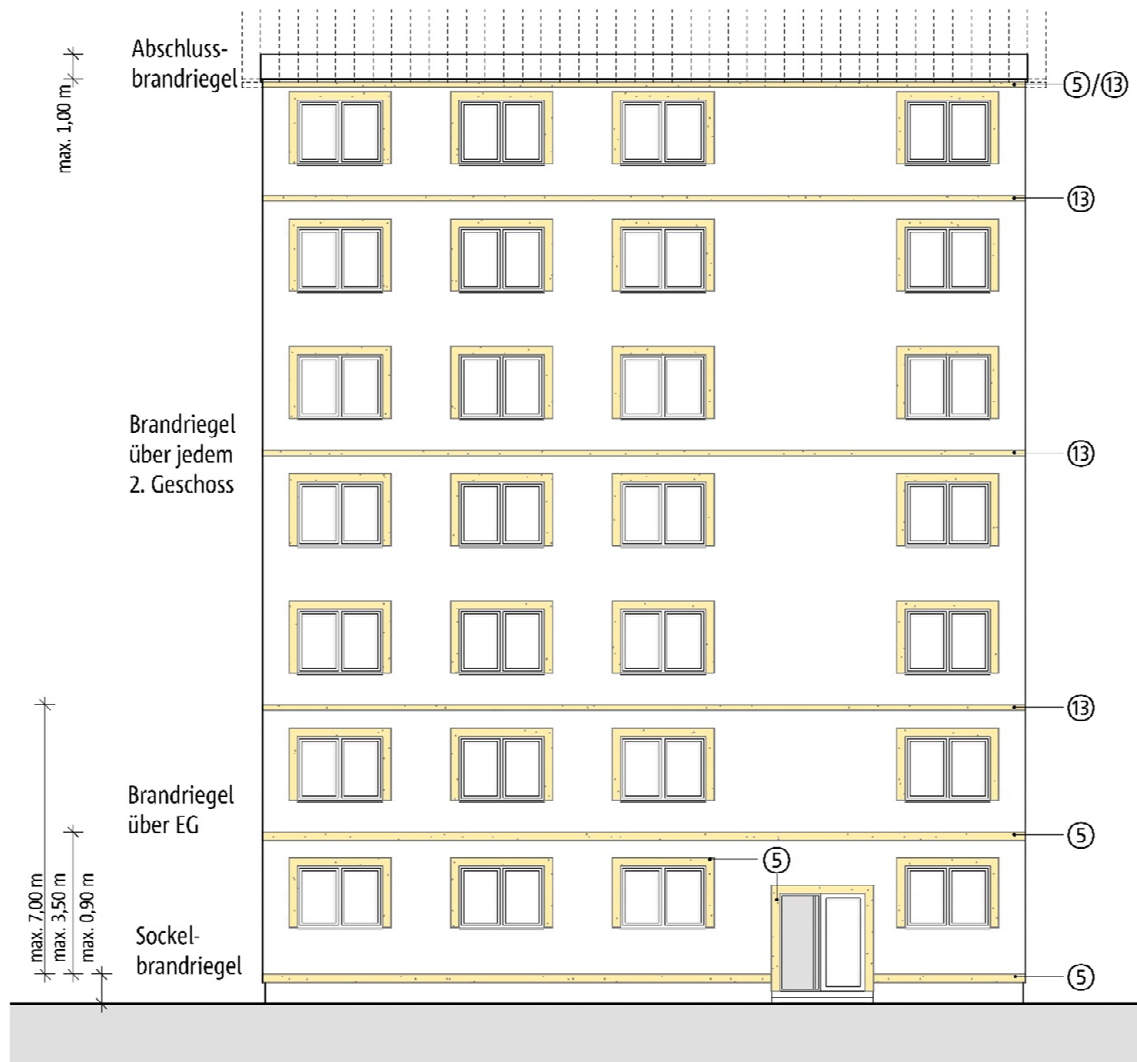 Abschluss-
brandriegel
max. 1,00 m
5/13
13
Brandriegel
über jedem
2. Geschoss
13
13
Brandriegel
über EG
5
5
max. 7,00 m
max. 3,50 m
max. 0,90 m
Sockel-
brandriegel
5